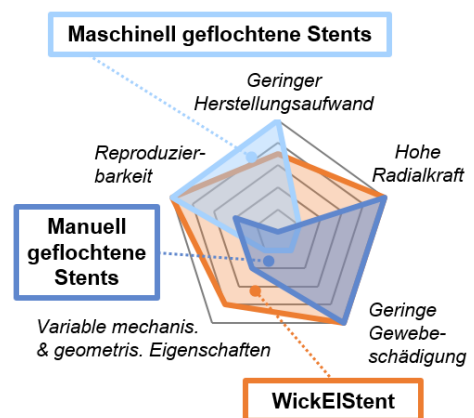 Maschinell geflochtene Stents
Geringer
Herstellungsaufwand
Reproduzier-
barkeit
Hohe
Radialkraft
Manuell
geflochtene
Stents
Variable mechanis.
& geometris. Eigenschaften
Geringe
Gewebe-
schädigung
WickElStent